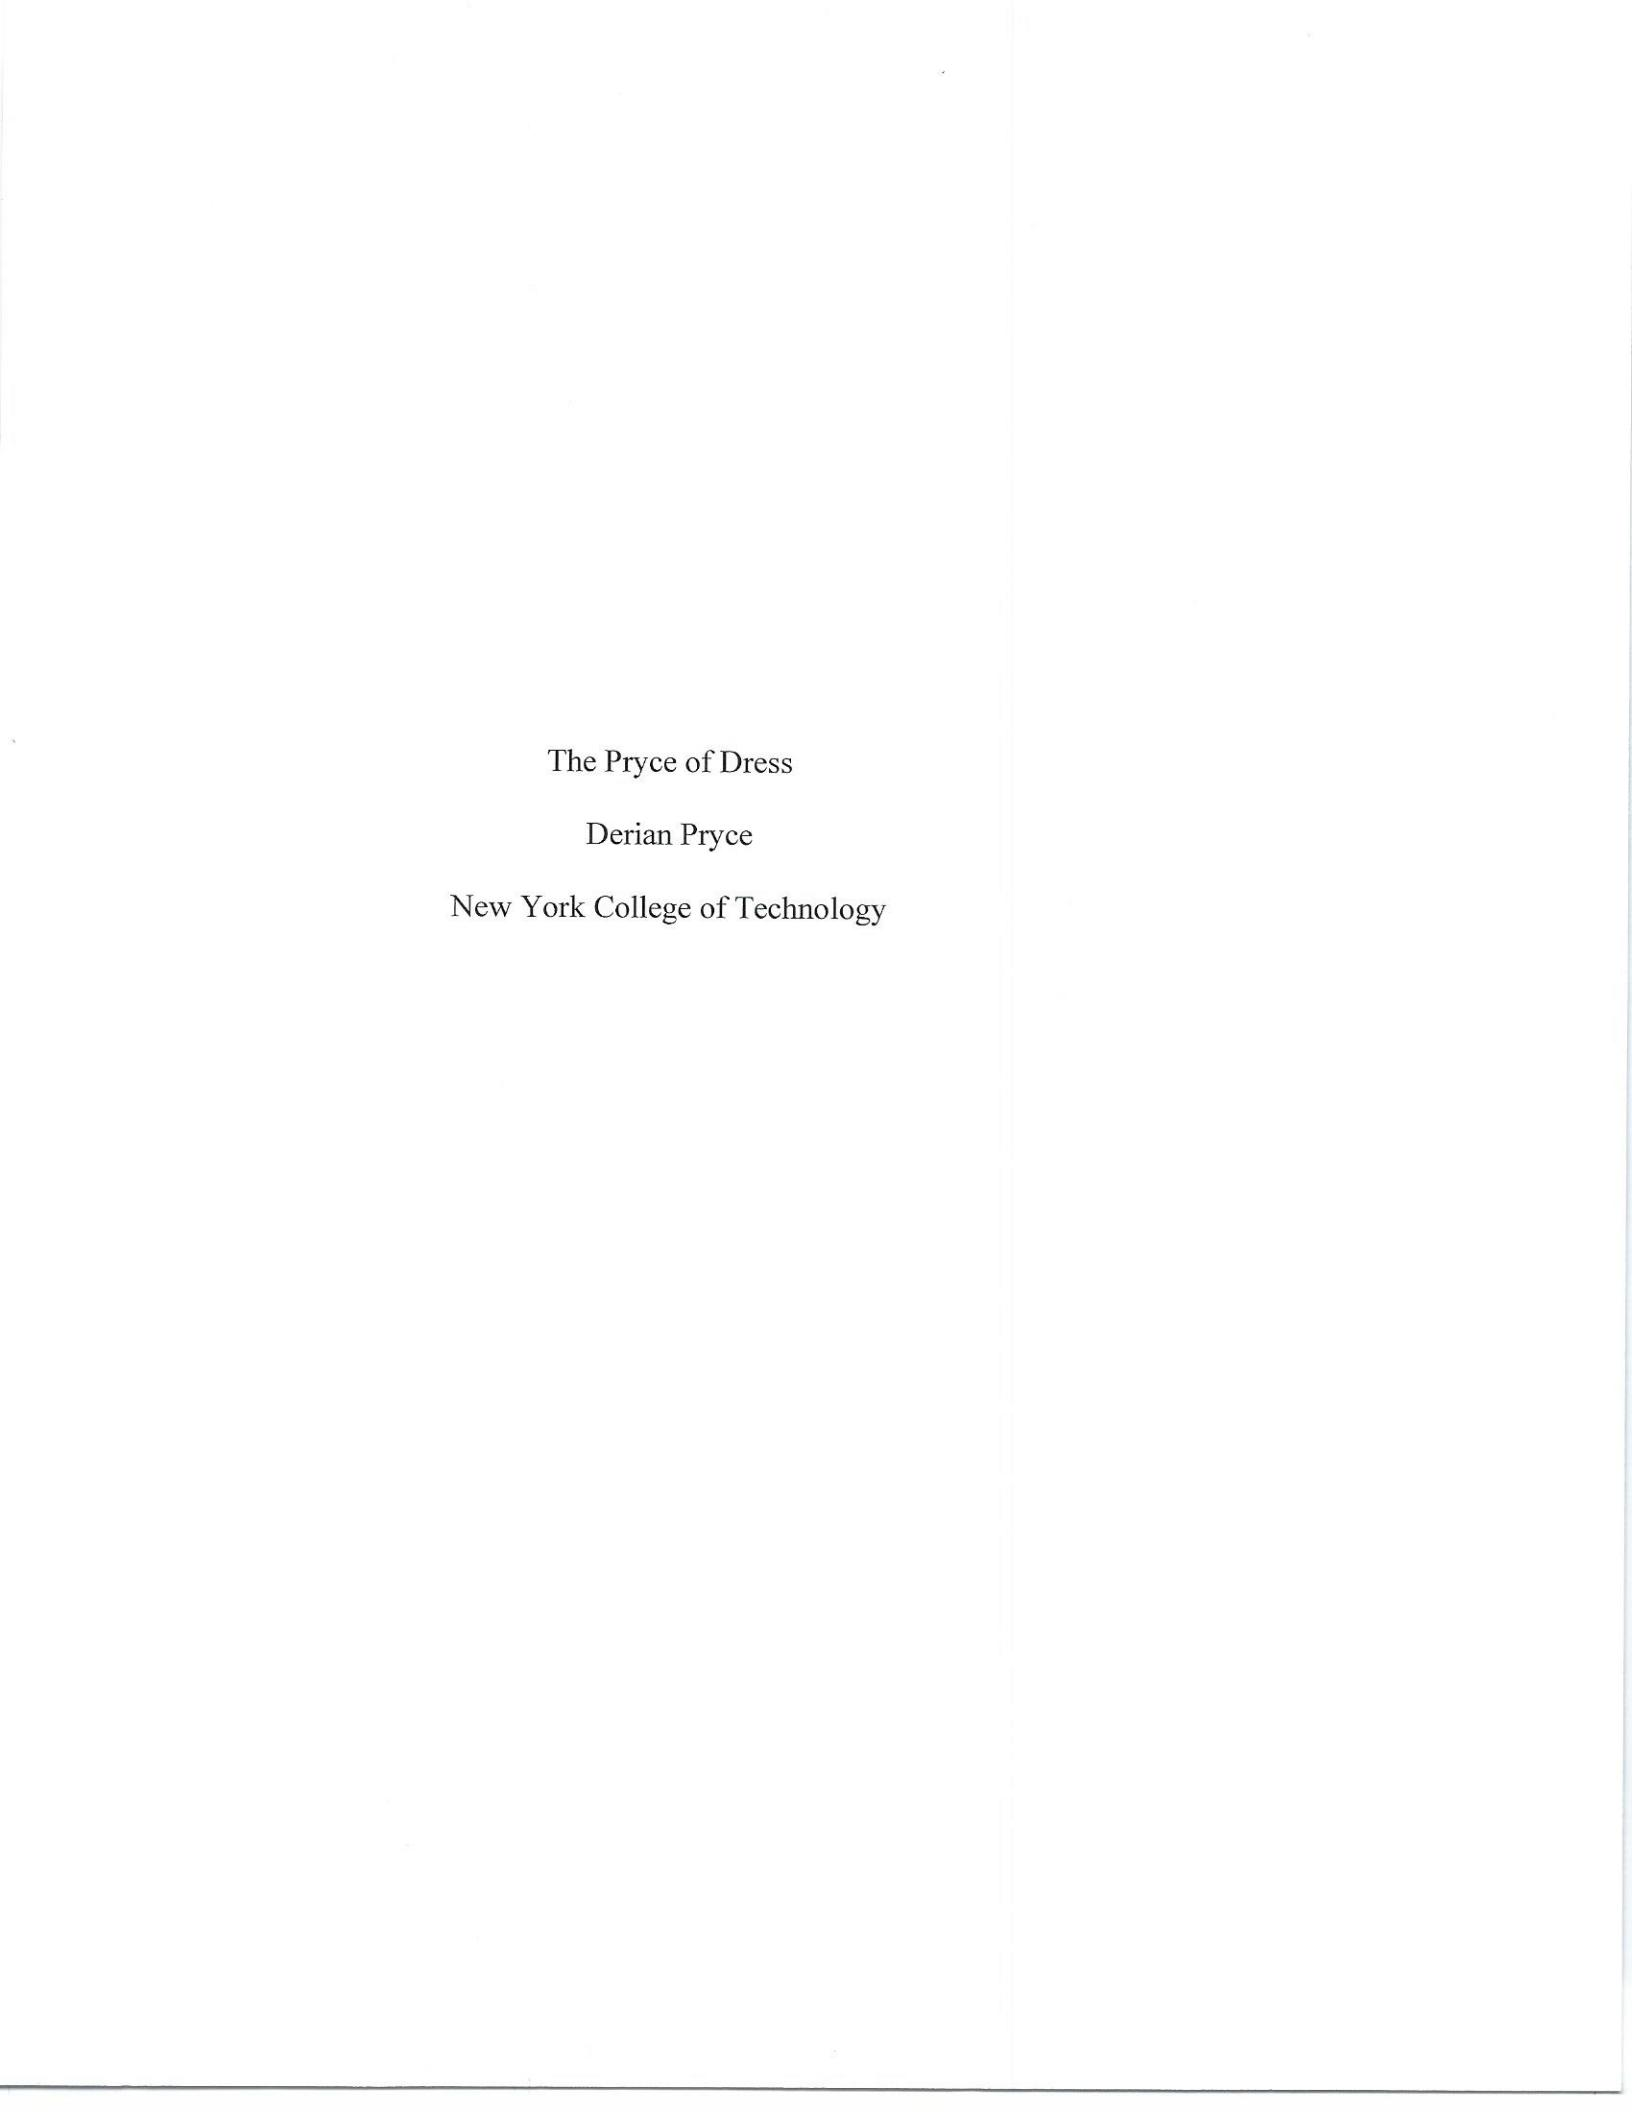 The Pryce of Dress
Derian Pryce
New York College of Technology